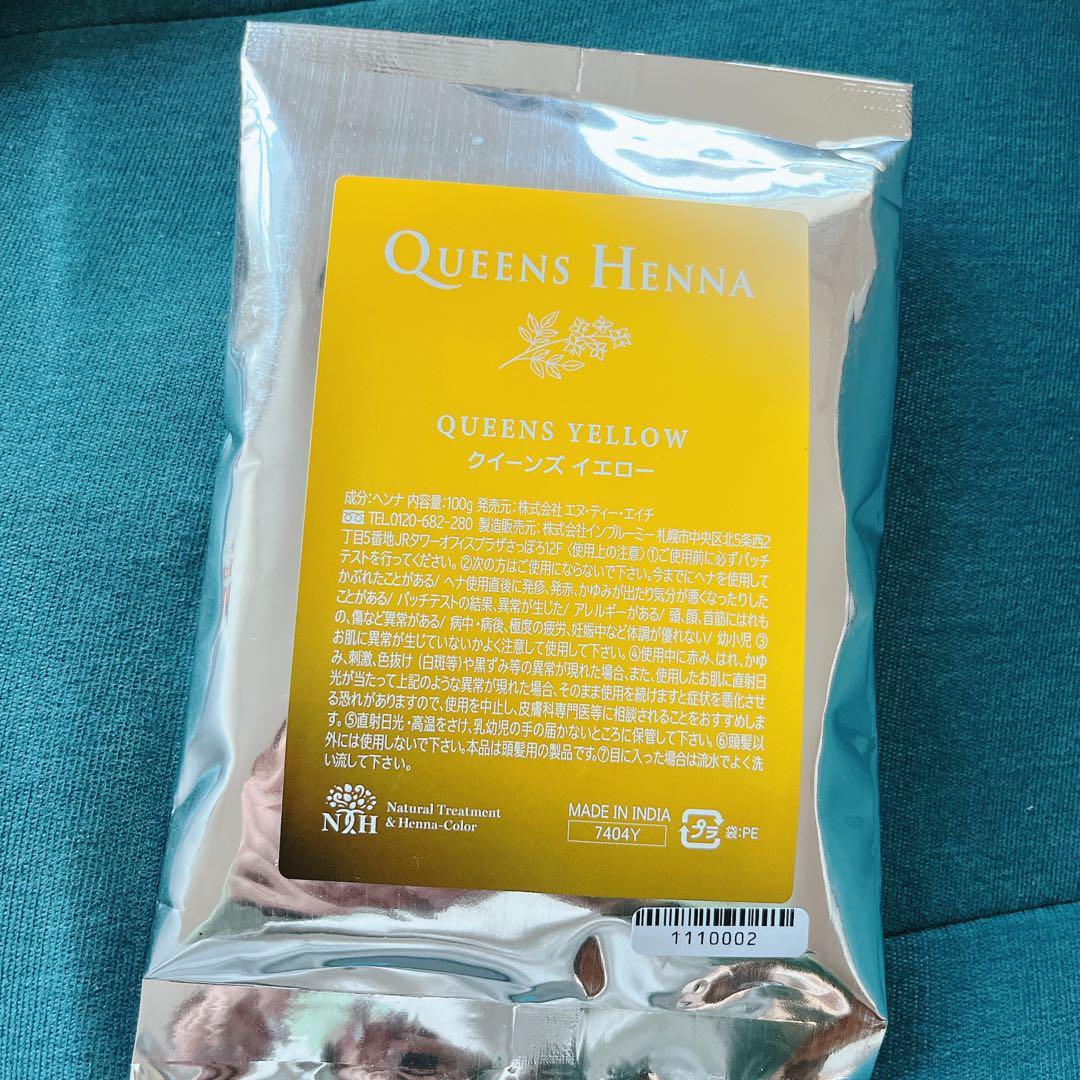 QUEENS HENNA
QUEENS YELLOW
クイーンズ イエロー
成分:ヘンナ 内容量:100g 発売元:株式会社 エヌ・ティー・エイチ
TEL.0120-682-280 製造販売元:株式会社インプルーミー 札幌市中央区北5条西2
丁目5番地JRタワーオフィスプラザさっぽろ12F〈使用上の注意〉①ご使用前に必ずパッチ
テストを行ってください。②次の方はご使用にならないで下さい。今までにヘナを使用して
かぶれたことがある/ ヘナ使用直後に発疹、発赤、かゆみが出たり気分が悪くなったりした
ことがある/ パッチテストの結果、異常が生じた/ アレルギーがある/ 頭、顔、首筋にはれも
の、傷など異常がある/ 病中・病後、極度の疲労、妊娠中など体調が優れない/ 幼小児 ③
お肌に異常が生じていないかよく注意して使用して下さい。④使用中に赤み、はれ、かゆ
み、刺激、色抜け (白斑等)や黒ずみ等の異常が現れた場合、また、使用したお肌に直射日
光が当たって上記のような異常が現れた場合、そのまま使用を続けますと症状を悪化させ
る恐れがありますので、使用を中止し、皮膚科専門医等に相談されることをおすすめしま
す。⑤直射日光・高温をさけ、乳幼児の手の届かないところに保管して下さい。⑥頭髪以
外には使用しないで下さい。本品は頭髪用の製品です。⑦目に入った場合は流水でよく洗
い流して下さい。
NTH
Natural Treatment
& Henna-Color
MADE IN INDIA
7404Y
プラ 袋:PE
1110002